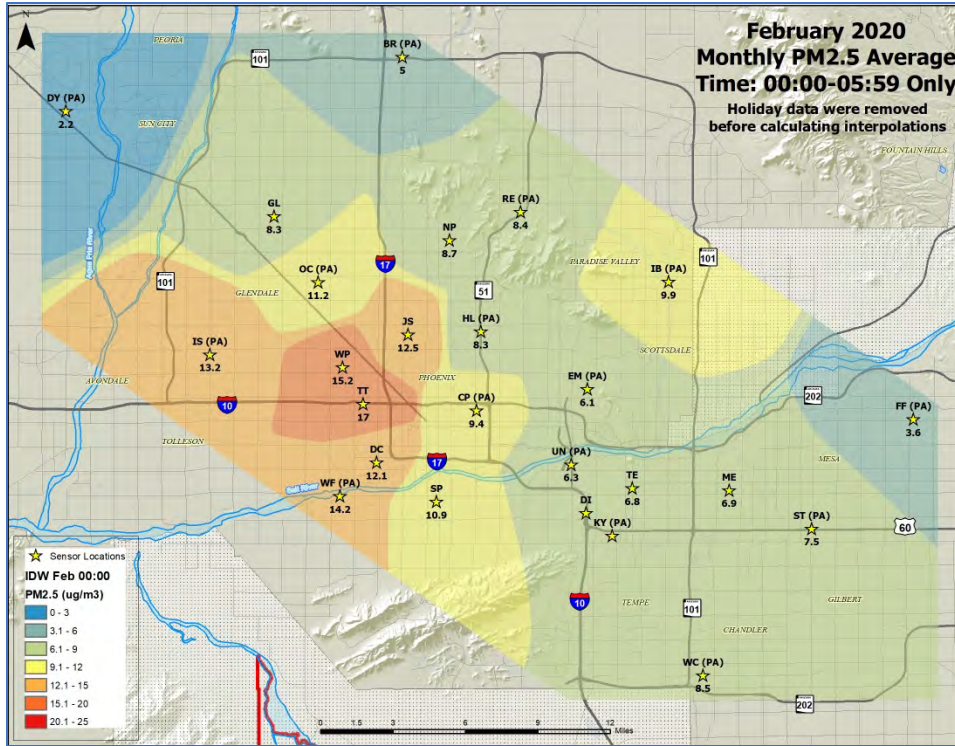 February 2020
Monthly PM2.5 Average
Time: 00:00-05:59 Only
Holiday data were removed
before calculating interpolations
N
PEORIA
101
BR (PA)
5
DY (PA)
2.2
SUN CITY
FOUNTAIN HILLS
GL
8.3
RE (PA)
8.4
NP
8.7
Agua Fria River
101
17
PARADISE VALLEY
101
OC (PA)
11.2
GLENDALE
51
IB (PA)
9.9
JS
12.5
HL (PA)
8.3
IS (PA)
13.2
WP
15.2
SCOTTSDALE
AVONDALE
PHOENIX
EM (PA)
6.1
TT
17
10
CP (PA)
9.4
202
FF (PA)
3.6
TOLLESON
DC
12.1
17
UN (PA)
6.3
MESA
WF (PA)
14.2
Salt River
SP
10.9
TE
6.8
ME
6.9
DI
KY (PA)
ST (PA)
7.5
60
10
TEMPE
101
GILBERT
CHANDLER
WC (PA)
8.5
202
Sensor Locations
IDW Feb 00:00
PM2.5 (ug/m3)
0 - 3
3.1 - 6
6.1 - 9
9.1 - 12
12.1 - 15
15.1 - 20
20.1 - 25
0 1.5 3 6 9 12
Miles